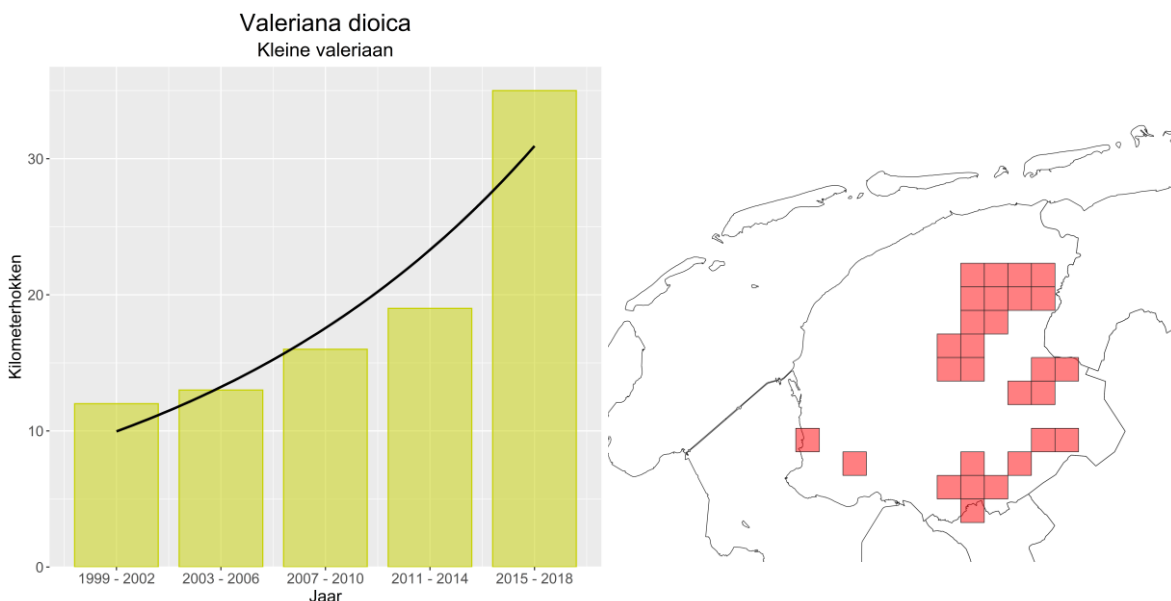 Valeriana dioica
Kleine valeriaan
Kilometerhokken
30
20
10
0
1999 - 2002
2003 - 2006
2007 - 2010
2011 - 2014
2015 - 2018
Jaar